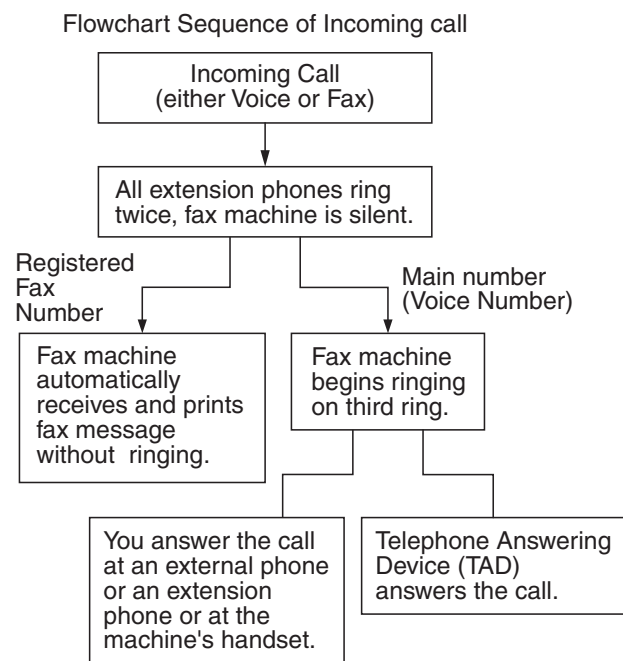 Flowchart Sequence of Incoming call
Incoming Call
(either Voice or Fax)
All extension phones ring
twice, fax machine is silent.
Registered
Fax
Number
Main number
(Voice Number)
Fax machine
automatically
receives and prints
fax message
without ringing.
Fax machine
begins ringing
on third ring.
You answer the call
at an external phone
or an extension
phone or at the
machine's handset.
Telephone Answering
Device (TAD)
answers the call.